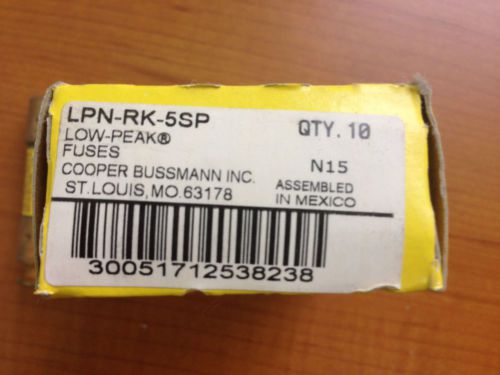 LPN-RK-5SP
QTY. 10
LOW-PEAK®
FUSES
COOPER BUSSMANN INC.
ST. LOUIS, MO. 63178
N15
ASSEMBLED
IN MEXICO
30051712538238